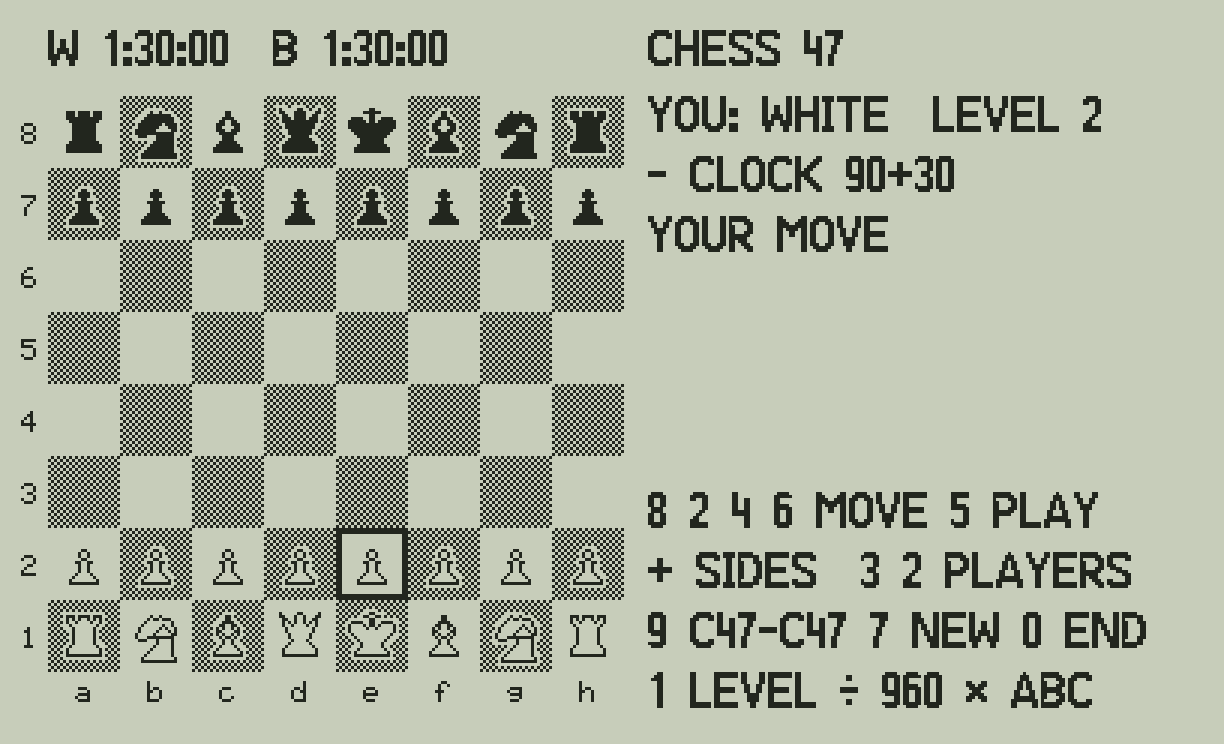 W 1:30:00 B 1:30:00
CHESS 47
YOU: WHITE LEVEL 2
- CLOCK 90+30
YOUR MOVE
8
7
6
5
4
3
2
1
a b c d e f g h
8 2 4 6 MOVE 5 PLAY
+ SIDES 3 2 PLAYERS
9 C47-C47 7 NEW 0 END
1 LEVEL ÷ 960 × ABC